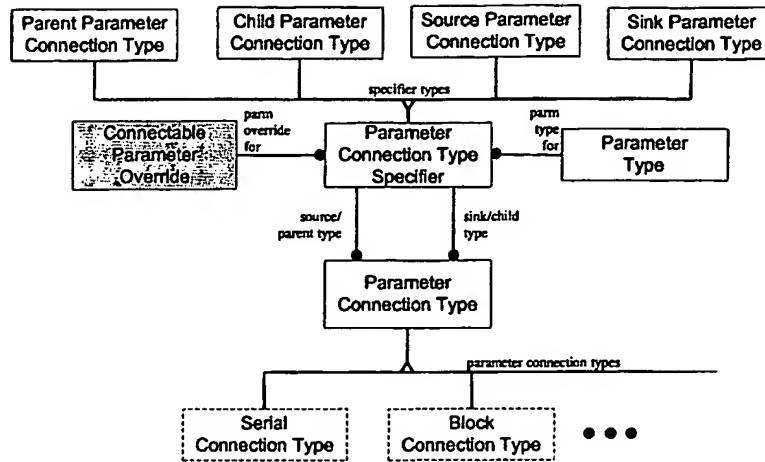 Parent Parameter
Connection Type
Child Parameter
Connection Type
Source Parameter
Connection Type
Sink Parameter
Connection Type
specifier types
parm
override
for
Connectable
Parameter
Override
Parameter
Connection Type
Specifier
parm
type
for
Parameter
Type
source/
parent type
sink/child
type
Parameter
Connection Type
parameter connection types
Serial
Connection Type
Block
Connection Type